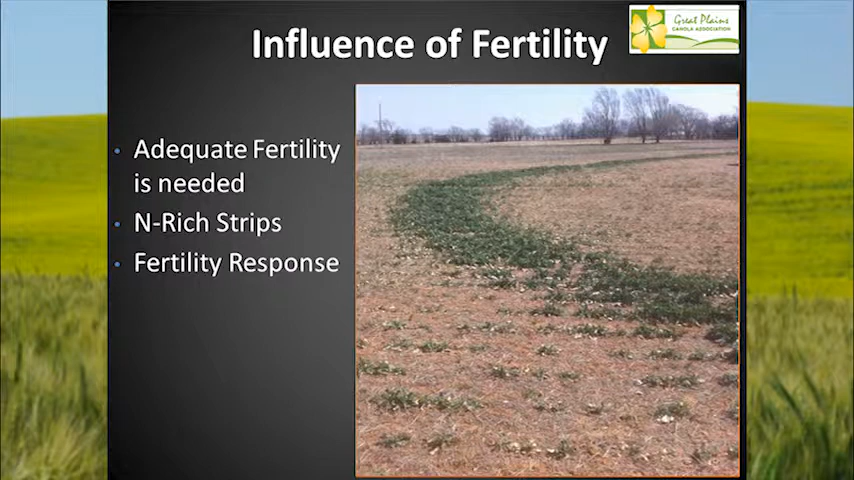 Influence of Fertility
Great Plains
CANOLA ASSOCIATION
• Adequate Fertility
is needed
• N-Rich Strips
• Fertility Response